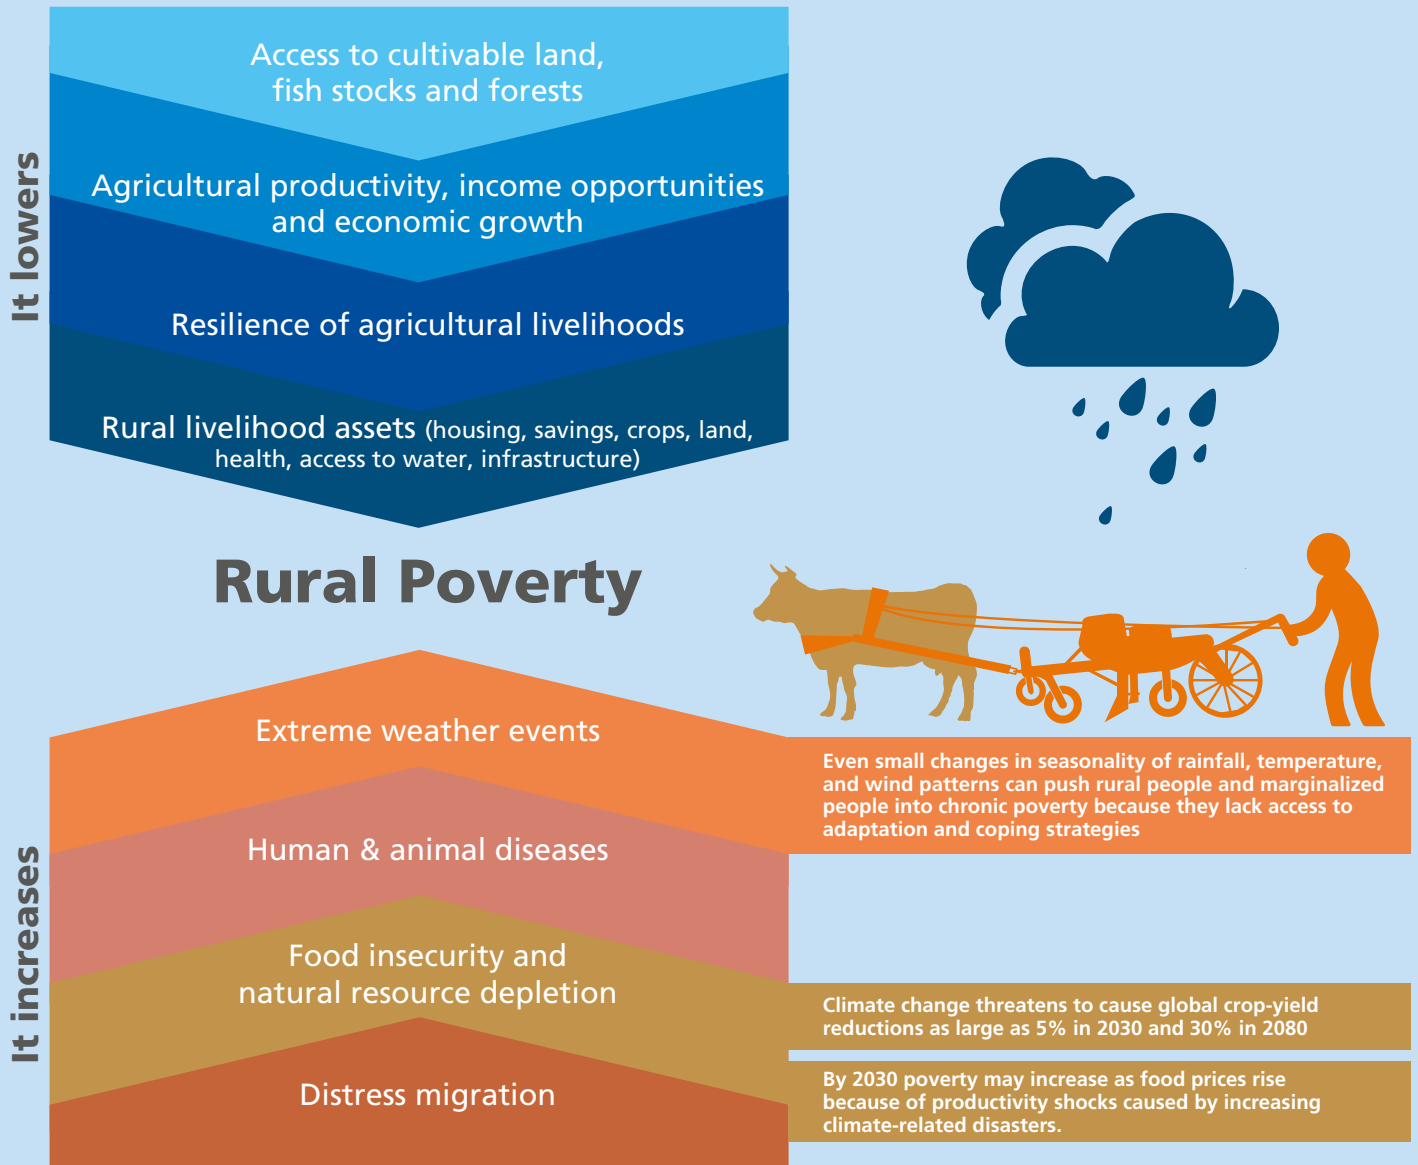 It lowers
Access to cultivable land,
fish stocks and forests
Agricultural productivity, income opportunities
and economic growth
Resilience of agricultural livelihoods
Rural livelihood assets (housing, savings, crops, land,
health, access to water, infrastructure)
Rural Poverty
It increases
Extreme weather events
Even small changes in seasonality of rainfall, temperature,
and wind patterns can push rural people and marginalized
people into chronic poverty because they lack access to
adaptation and coping strategies
Human & animal diseases
Food insecurity and
natural resource depletion
Climate change threatens to cause global crop-yield
reductions as large as 5% in 2030 and 30% in 2080
By 2030 poverty may increase as food prices rise
because of productivity shocks caused by increasing
climate-related disasters.
Distress migration